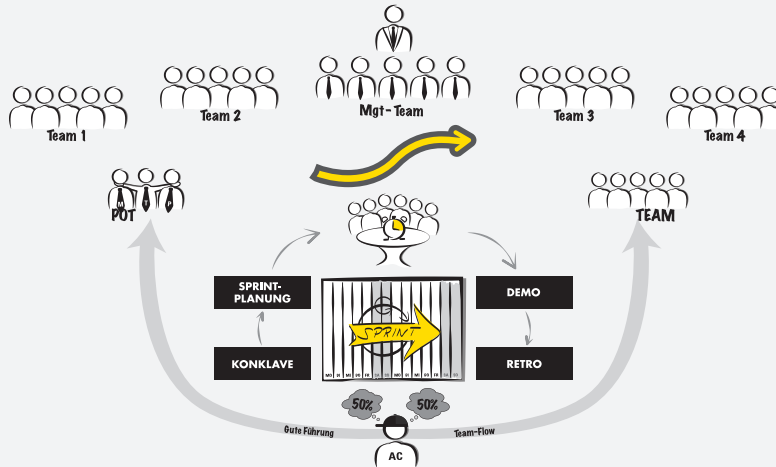 Team 1
Team 2
Mgt-Team
Team 3
Team 4
M
P
POT
TEAM
SPRINT-
PLANUNG
DEMO
SPRINT
KONKLAVE
RETRO
MO DI MI DO FR SA SO MO DI MI DO FR SA SO
50%
50%
Gute Führung
Team-Flow
AC